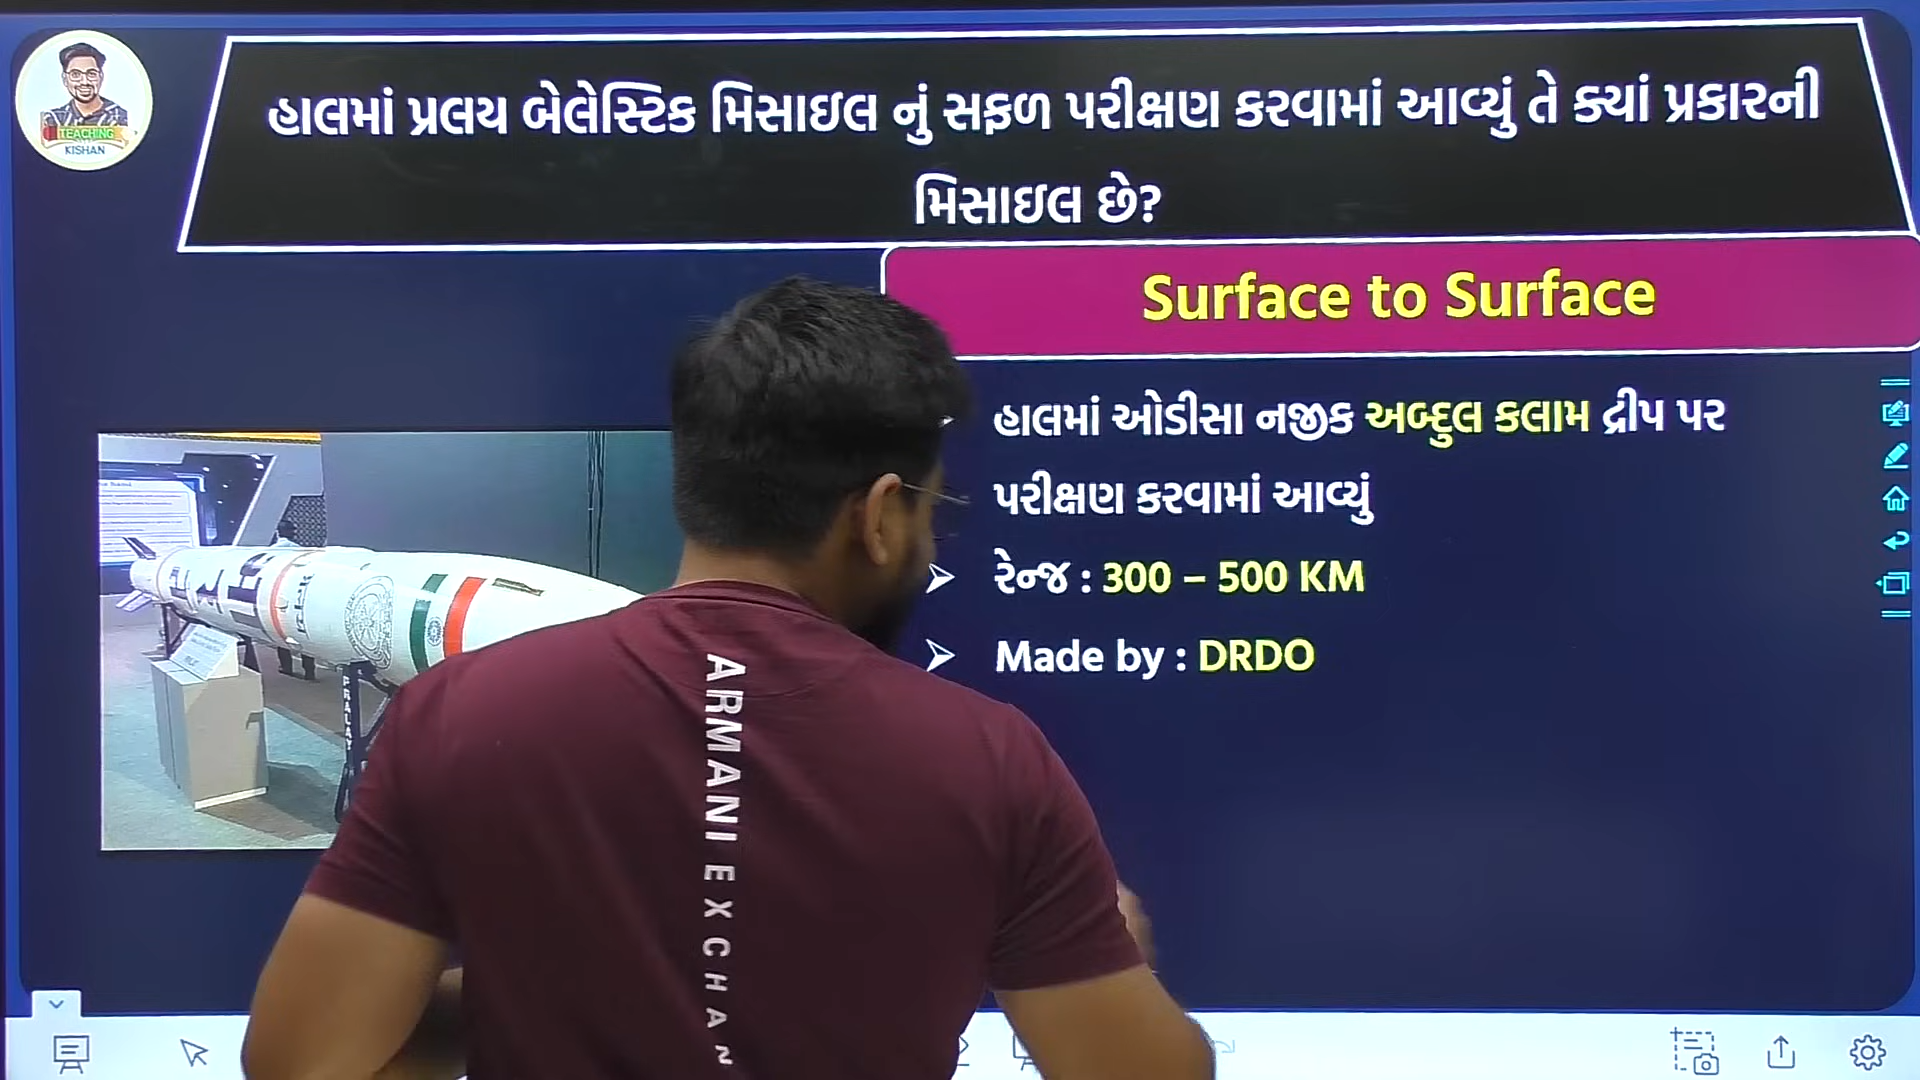 હાલમાં પ્રલય બેલેસ્ટિક મિસાઇલ નું સફળ પરીક્ષણ કરવામાં આવ્યું તે ક્યાં પ્રકારની
મિસાઇલ છે?
TEACHING
KISHAN
Surface to Surface
હાલમાં ઓડીસા નજીક અબ્દુલ કલામ દ્વીપ પર
પરીક્ષણ કરવામાં આવ્યું
રેન્જ : 300 – 500 KM
Made by : DRDO
PRALAY
ARMANI EXCHAN